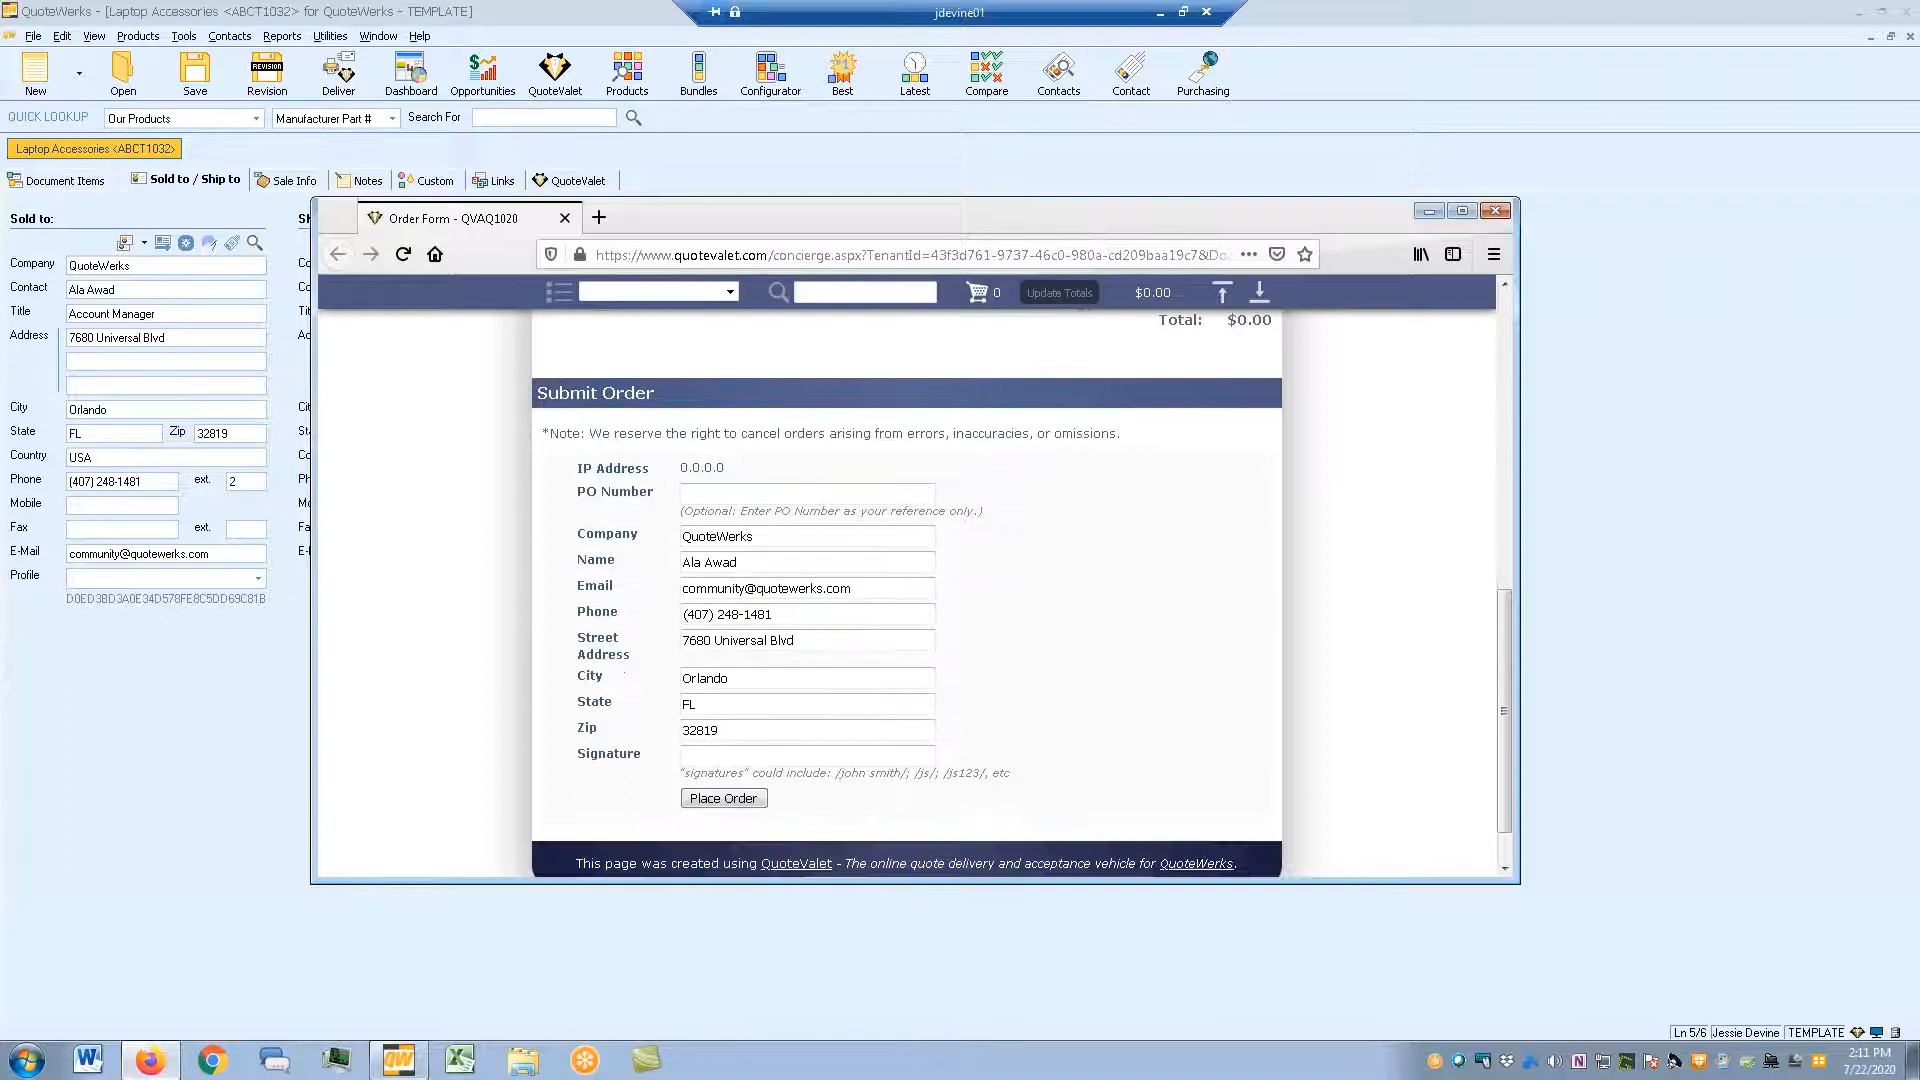 QuoteWerks - [Laptop Accessories <ABCT1032> for QuoteWerks - TEMPLATE]
jdevine01
File Edit View Products Tools Contacts Reports Utilities Window Help
REVISION
#1
New Open Save Revision Deliver Dashboard Opportunities QuoteValet Products Bundles Configurator Best Latest Compare Contacts Contact Purchasing
QUICK LOOKUP Our Products Manufacturer Part # Search For
Laptop Accessories <ABCT1032>
Document Items Sold to / Ship to Sale Info Notes Custom Links QuoteValet
Sold to:
Company QuoteWerks
Contact Ala Awad
Title Account Manager
Address 7680 Universal Blvd
City Orlando
State FL Zip 32819
Country USA
Phone (407) 248-1481 ext. 2
Mobile
Fax ext.
E-Mail community@quotewerks.com
Profile
D0ED3BD3A0E34D578FE8C5DD69C81B
Order Form - QVAQ1020
https://www.quotevalet.com/concierge.aspx?TenantId=43f3d761-9737-46c0-980a-cd209baa19c7&Do
0 Update Totals $0.00
Total: $0.00
Submit Order
*Note: We reserve the right to cancel orders arising from errors, inaccuracies, or omissions.
IP Address 0.0.0.0
PO Number
(Optional: Enter PO Number as your reference only.)
Company QuoteWerks
Name Ala Awad
Email community@quotewerks.com
Phone (407) 248-1481
Street Address 7680 Universal Blvd
City Orlando
State FL
Zip 32819
Signature
"signatures" could include: /john smith/; /js/; /js123/, etc
Place Order
This page was created using QuoteValet - The online quote delivery and acceptance vehicle for QuoteWerks.
Ln 5/6 Jessie Devine TEMPLATE
2:11 PM
7/22/2020